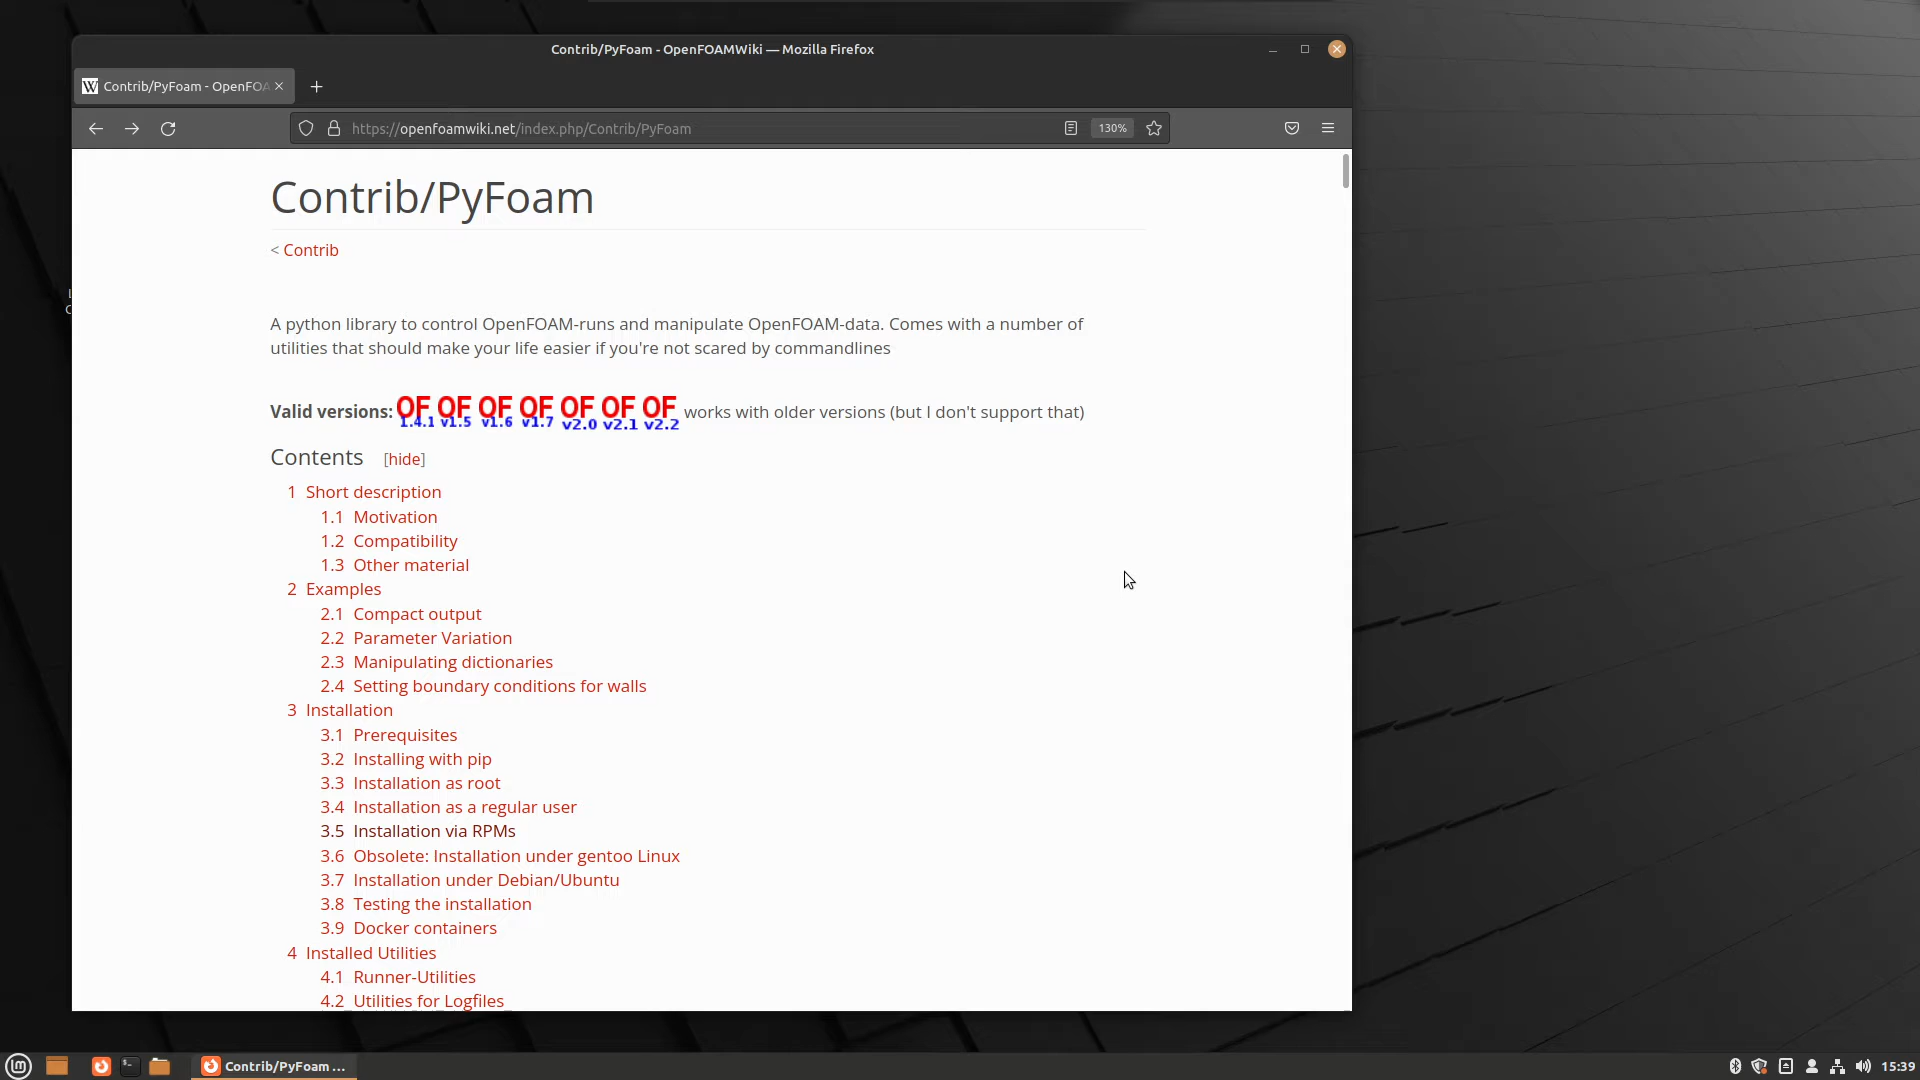 Contrib/PyFoam - OpenFOAMWiki — Mozilla Firefox
Contrib/PyFoam - OpenFOA
https://openfoamwiki.net/index.php/Contrib/PyFoam
130%
Contrib/PyFoam
< Contrib
A python library to control OpenFOAM-runs and manipulate OpenFOAM-data. Comes with a number of
utilities that should make your life easier if you're not scared by commandlines
Valid versions: OF 1.4.1 OF v1.5 OF v1.6 OF v1.7 OF v2.0 OF v2.1 OF v2.2 works with older versions (but I don't support that)
Contents [hide]
1 Short description
1.1 Motivation
1.2 Compatibility
1.3 Other material
2 Examples
2.1 Compact output
2.2 Parameter Variation
2.3 Manipulating dictionaries
2.4 Setting boundary conditions for walls
3 Installation
3.1 Prerequisites
3.2 Installing with pip
3.3 Installation as root
3.4 Installation as a regular user
3.5 Installation via RPMs
3.6 Obsolete: Installation under gentoo Linux
3.7 Installation under Debian/Ubuntu
3.8 Testing the installation
3.9 Docker containers
4 Installed Utilities
4.1 Runner-Utilities
4.2 Utilities for Logfiles
Contrib/PyFoam ...
15:39